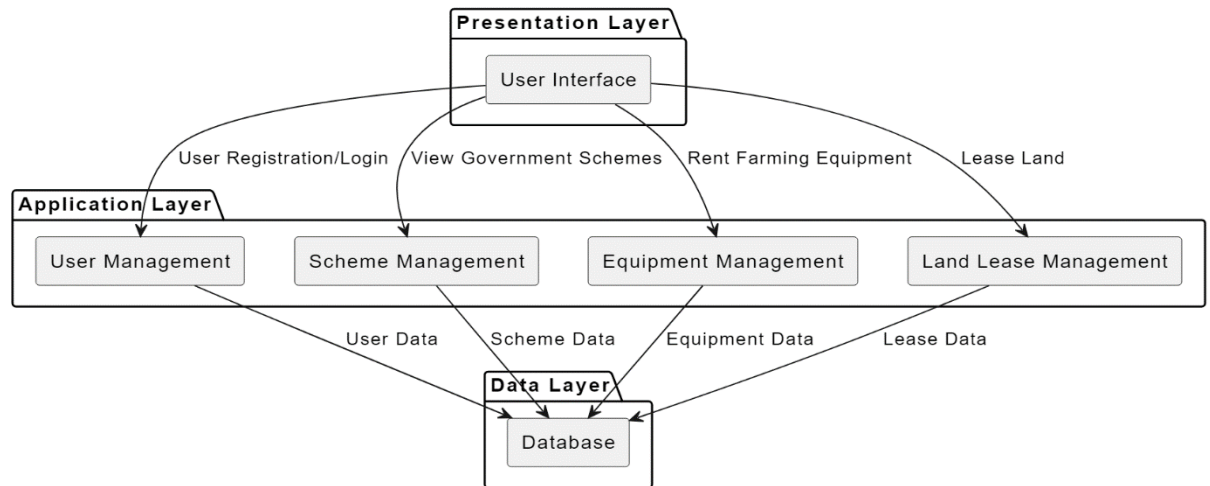 Presentation Layer
User Interface
User Registration/Login
View Government Schemes
Rent Farming Equipment
Lease Land
Application Layer
User Management
Scheme Management
Equipment Management
Land Lease Management
User Data
Scheme Data
Equipment Data
Lease Data
Data Layer
Database